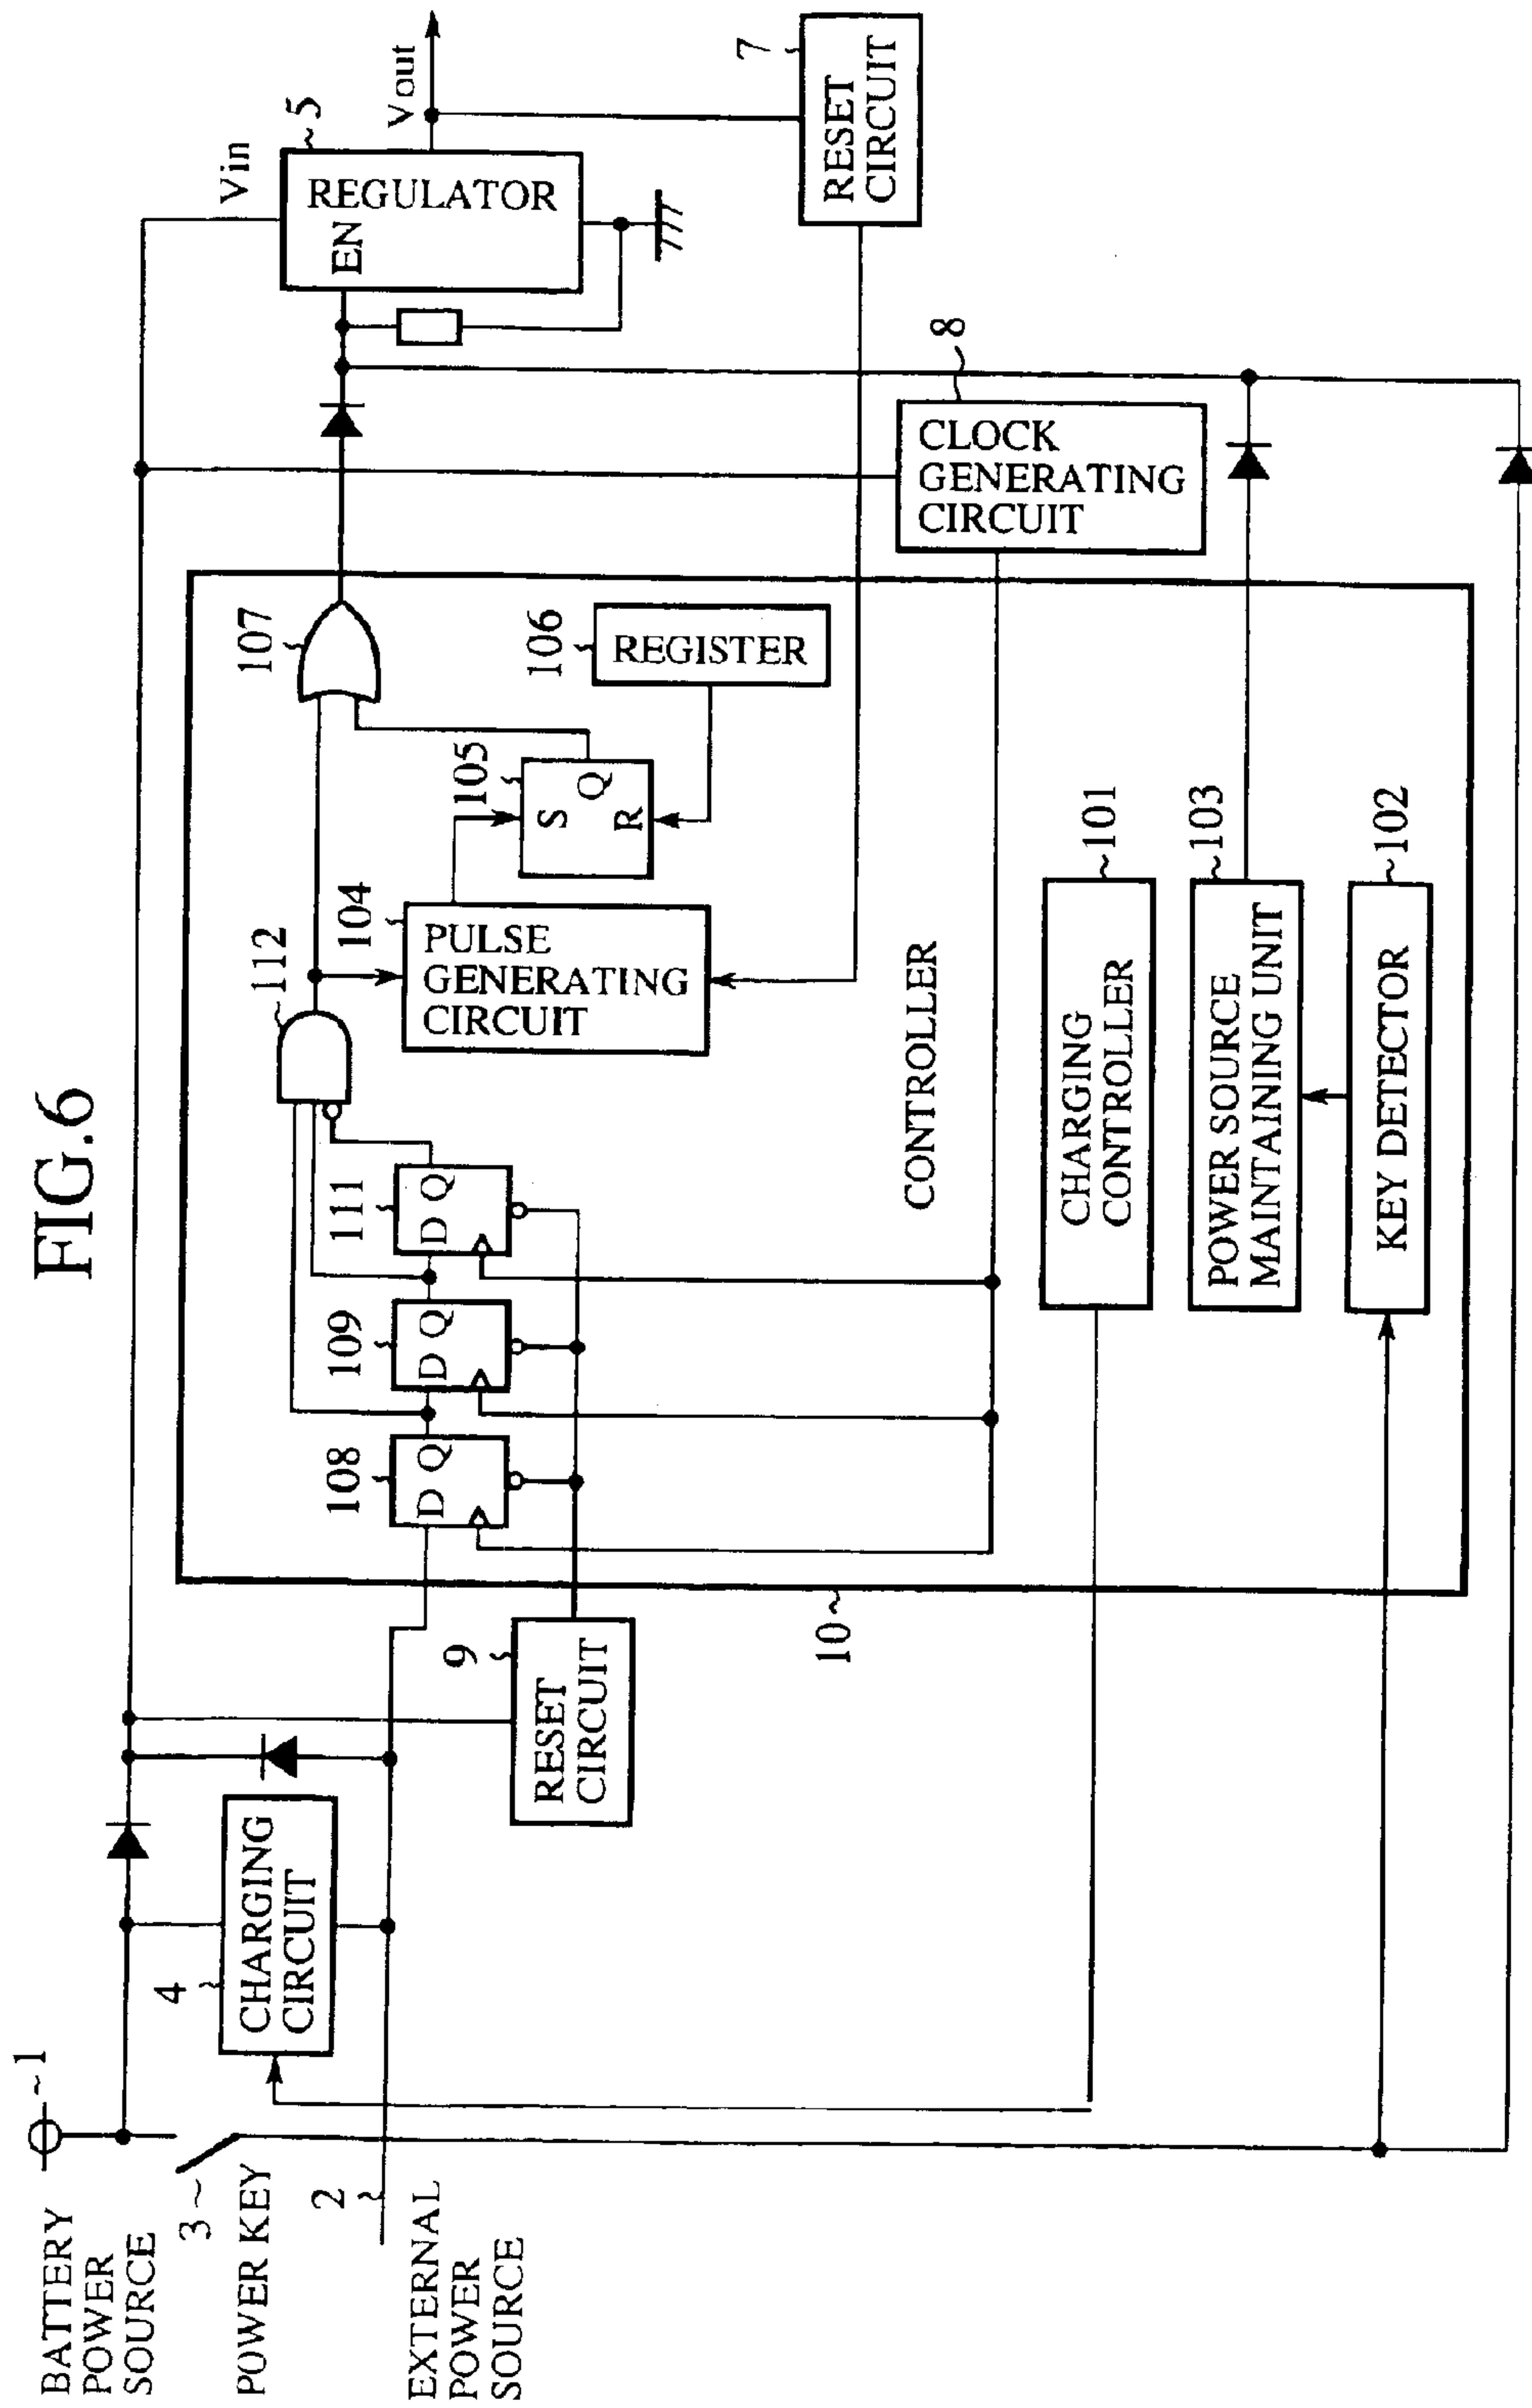 FIG.6
BATTERY
POWER
SOURCE
1
3
POWER KEY
2
EXTERNAL
POWER
SOURCE
4
CHARGING
CIRCUIT
9
RESET
CIRCUIT
10
108
D Q
109
D Q
111
D Q
112
104
PULSE
GENERATING
CIRCUIT
105
S
Q
R
106
REGISTER
107
CONTROLLER
CHARGING
CONTROLLER
101
POWER SOURCE
MAINTAINING UNIT
103
KEY DETECTOR
102
8
CLOCK
GENERATING
CIRCUIT
Vin
5
REGULATOR
EN
Vout
7
RESET
CIRCUIT